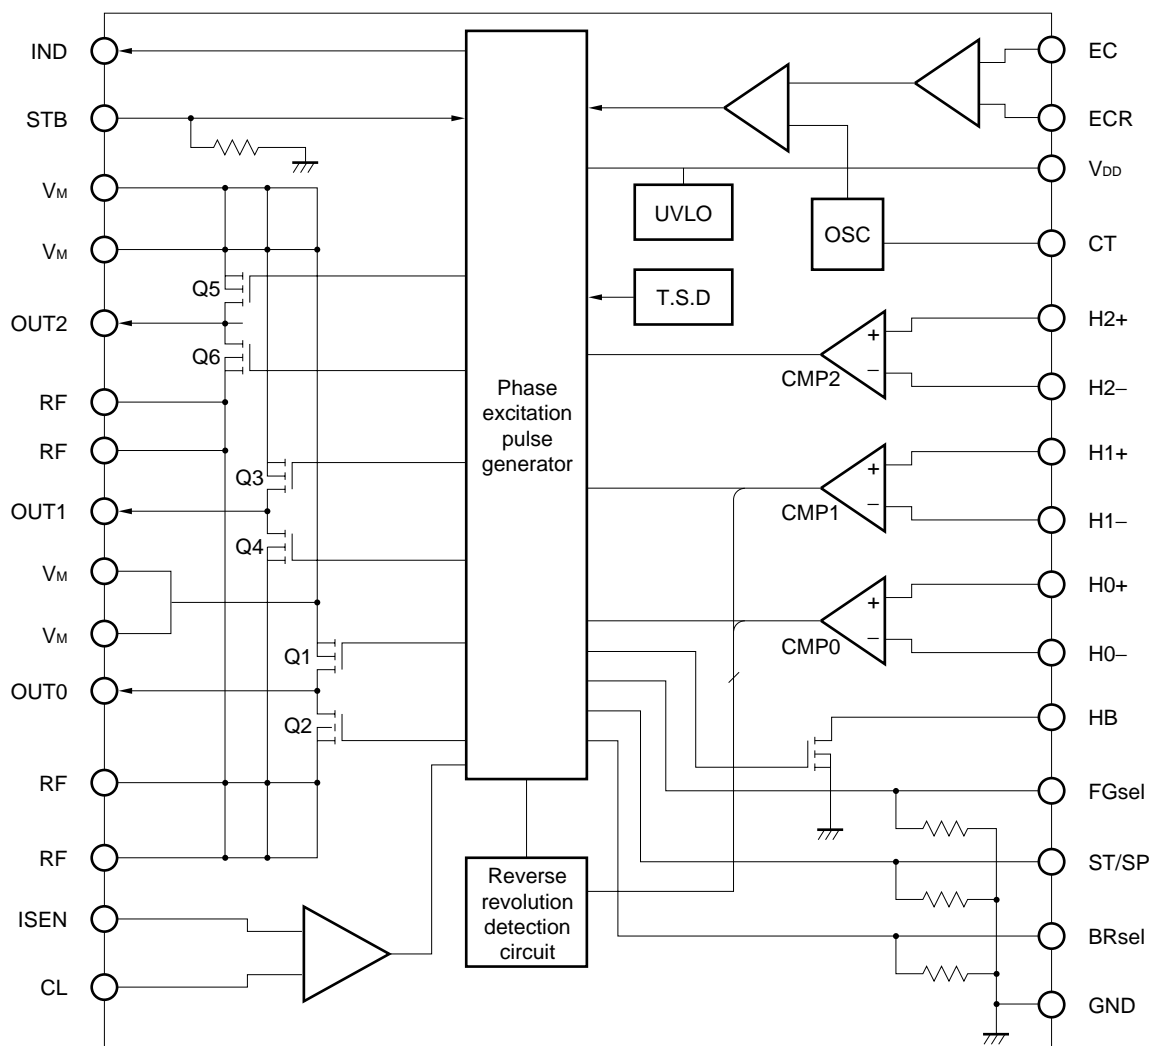 IND
STB
VM
VM
OUT2
RF
RF
OUT1
VM
VM
OUT0
RF
RF
ISEN
CL
Q5
Q6
Q3
Q4
Q1
Q2
Phase
excitation
pulse
generator
Reverse
revolution
detection
circuit
UVLO
OSC
T.S.D
+
−
CMP2
+
−
CMP1
+
−
CMP0
EC
ECR
VDD
CT
H2+
H2−
H1+
H1−
H0+
H0−
HB
FGsel
ST/SP
BRsel
GND